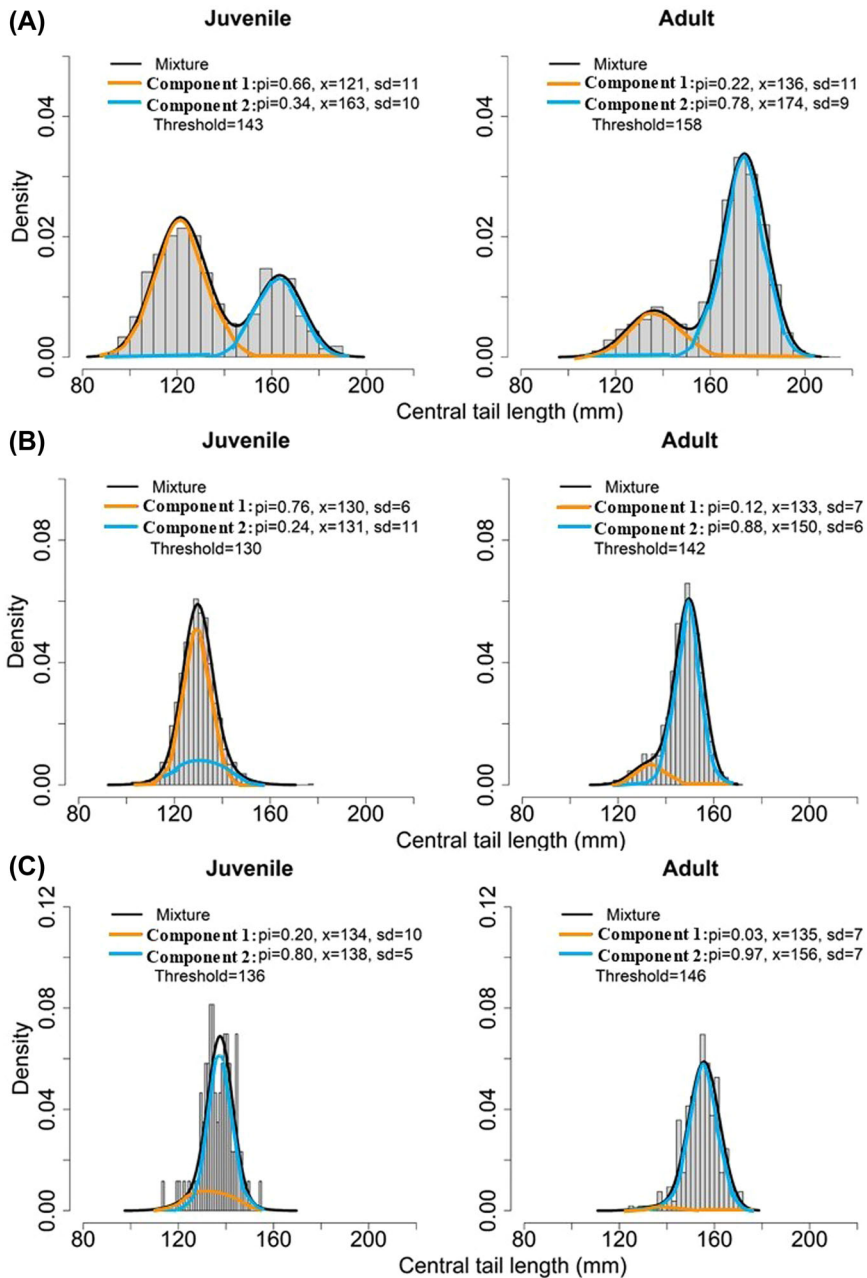 (A)
Juvenile
Adult
Mixture
Component 1: pi=0.66, x=121, sd=11
Component 2: pi=0.34, x=163, sd=10
Threshold=143
Mixture
Component 1: pi=0.22, x=136, sd=11
Component 2: pi=0.78, x=174, sd=9
Threshold=158
Density
0.04
0.02
0.00
80 120 160 200
0.04
0.02
0.00
80 120 160 200
Central tail length (mm)
(B)
Juvenile
Adult
Mixture
Component 1: pi=0.76, x=130, sd=6
Component 2: pi=0.24, x=131, sd=11
Threshold=130
Mixture
Component 1: pi=0.12, x=133, sd=7
Component 2: pi=0.88, x=150, sd=6
Threshold=142
Density
0.08
0.04
0.00
80 120 160 200
0.08
0.04
0.00
80 120 160 200
Central tail length (mm)
(C)
Juvenile
Adult
Mixture
Component 1: pi=0.20, x=134, sd=10
Component 2: pi=0.80, x=138, sd=5
Threshold=136
Mixture
Component 1: pi=0.03, x=135, sd=7
Component 2: pi=0.97, x=156, sd=7
Threshold=146
Density
0.12
0.08
0.04
0.00
80 120 160 200
0.12
0.08
0.04
0.00
80 120 160 200
Central tail length (mm)